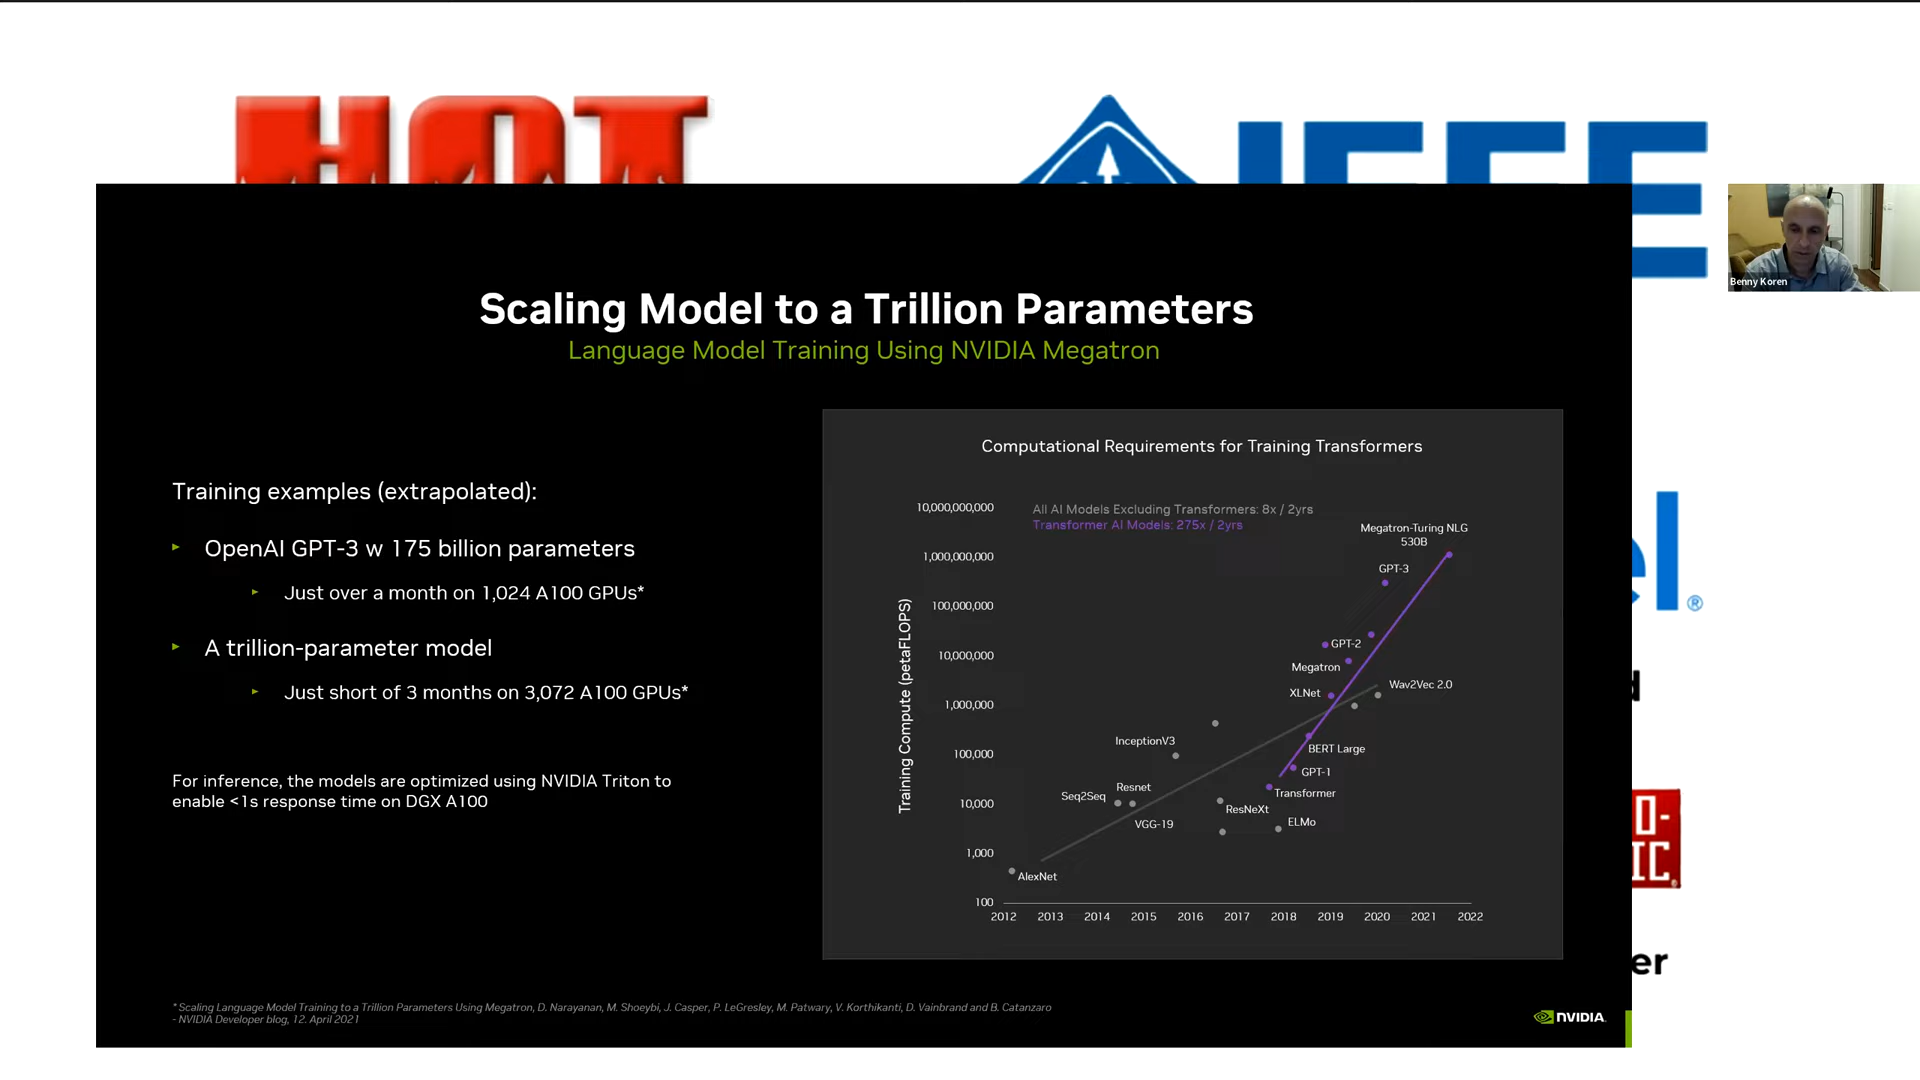 HOT
IEEE
Benny Koren
Scaling Model to a Trillion Parameters
Language Model Training Using NVIDIA Megatron
Training examples (extrapolated):
OpenAI GPT-3 w 175 billion parameters
Just over a month on 1,024 A100 GPUs*
A trillion-parameter model
Just short of 3 months on 3,072 A100 GPUs*
For inference, the models are optimized using NVIDIA Triton to
enable <1s response time on DGX A100
Computational Requirements for Training Transformers
Training Compute (petaFLOPS)
10,000,000,000
1,000,000,000
100,000,000
10,000,000
1,000,000
100,000
10,000
1,000
100
All AI Models Excluding Transformers: 8x / 2yrs
Transformer AI Models: 275x / 2yrs
Megatron-Turing NLG
530B
GPT-3
GPT-2
Megatron
XLNet
Wav2Vec 2.0
InceptionV3
BERT Large
GPT-1
Resnet
Seq2Seq
Transformer
ResNeXt
VGG-19
ELMo
AlexNet
2012 2013 2014 2015 2016 2017 2018 2019 2020 2021 2022
* Scaling Language Model Training to a Trillion Parameters Using Megatron, D. Narayanan, M. Shoeybi, J. Casper, P. LeGresley, M. Patwary, V. Korthikanti, D. Vainbrand and B. Catanzaro
- NVIDIA Developer blog, 12. April 2021
NVIDIA.
el®
d
O-
IC.
er